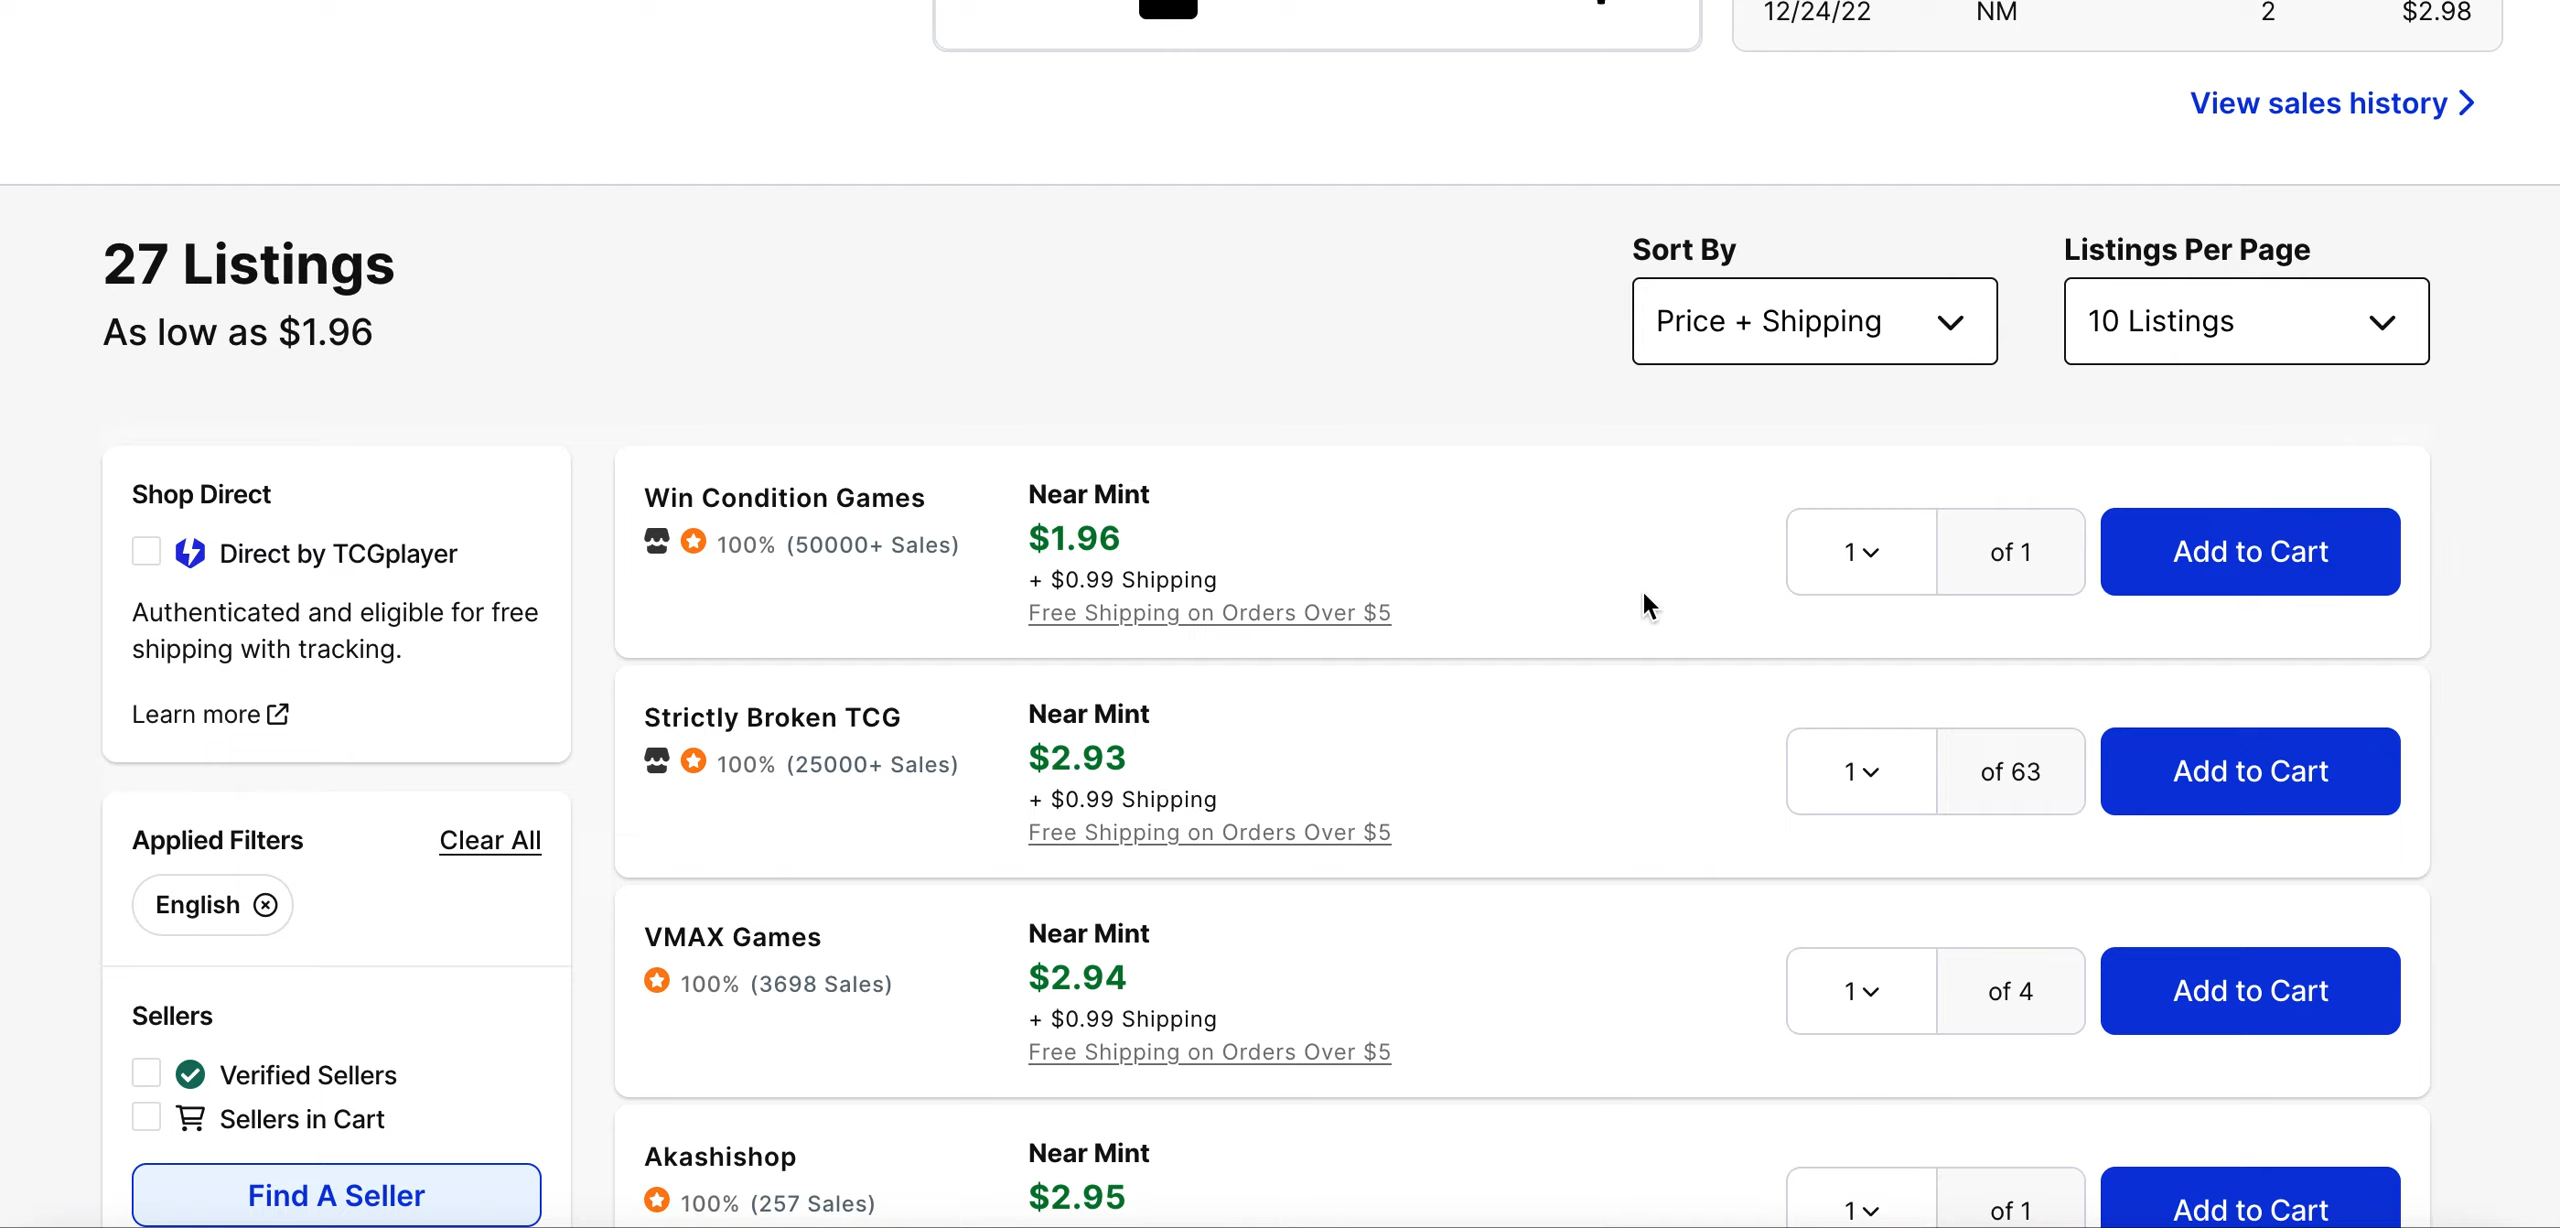 12/24/22 NM 2 $2.98
View sales history
27 Listings
As low as $1.96
Sort By
Price + Shipping
Listings Per Page
10 Listings
Shop Direct
Direct by TCGplayer
Authenticated and eligible for free
shipping with tracking.
Learn more
Applied Filters Clear All
English
Sellers
Verified Sellers
Sellers in Cart
Find A Seller
Win Condition Games
100% (50000+ Sales)
Near Mint
$1.96
+ $0.99 Shipping
Free Shipping on Orders Over $5
1 of 1 Add to Cart
Strictly Broken TCG
100% (25000+ Sales)
Near Mint
$2.93
+ $0.99 Shipping
Free Shipping on Orders Over $5
1 of 63 Add to Cart
VMAX Games
100% (3698 Sales)
Near Mint
$2.94
+ $0.99 Shipping
Free Shipping on Orders Over $5
1 of 4 Add to Cart
Akashishop
100% (257 Sales)
Near Mint
$2.95
1 of 1 Add to Cart